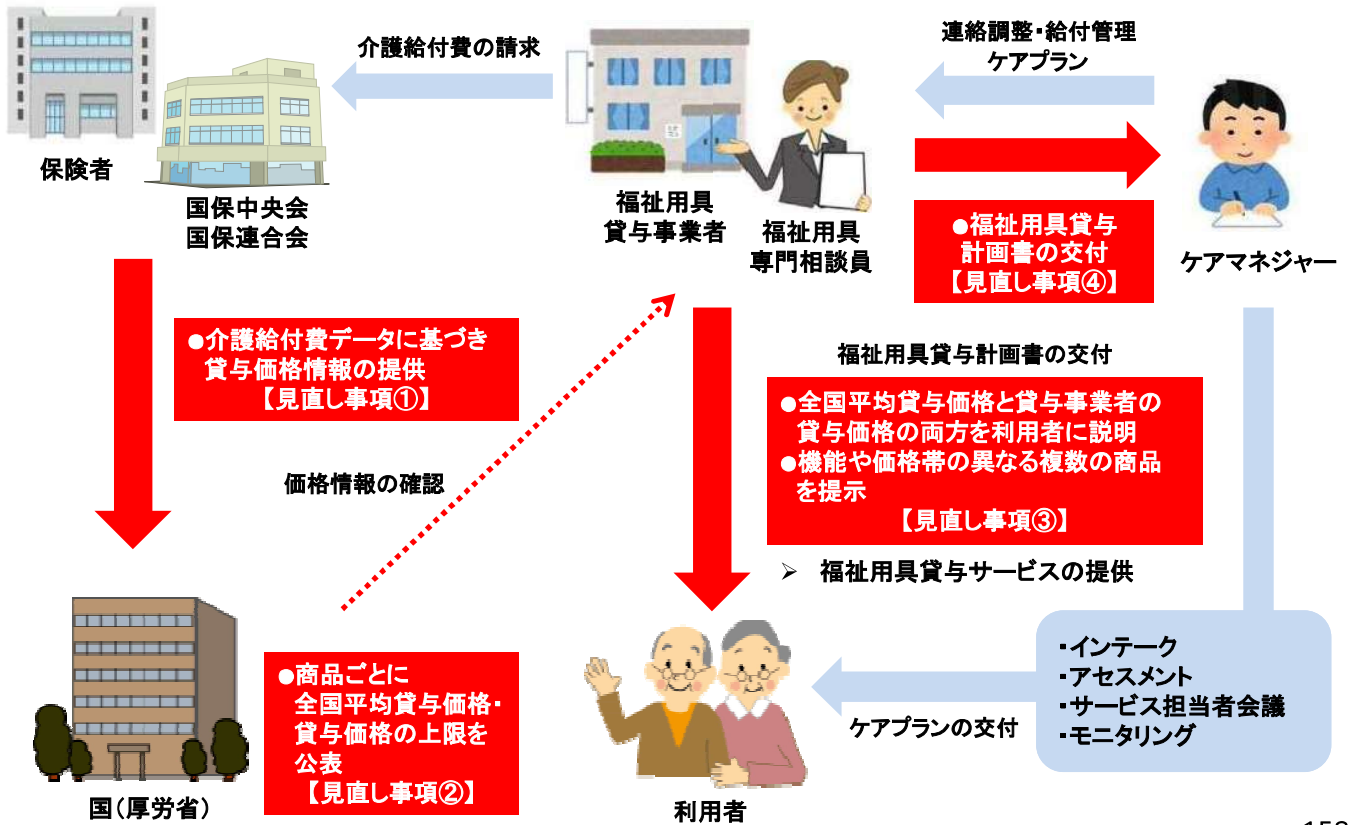 介護給付費の請求
連絡調整・給付管理
ケアプラン
保険者
国保中央会
国保連合会
福祉用具
貸与事業者
福祉用具
専門相談員
●福祉用具貸与
計画書の交付
【見直し事項④】
ケアマネジャー
●介護給付費データに基づき
貸与価格情報の提供
【見直し事項①】
価格情報の確認
福祉用具貸与計画書の交付
●全国平均貸与価格と貸与事業者の
貸与価格の両方を利用者に説明
●機能や価格帯の異なる複数の商品
を提示
【見直し事項③】
➢ 福祉用具貸与サービスの提供
・インテーク
・アセスメント
・サービス担当者会議
・モニタリング
ケアプランの交付
●商品ごとに
全国平均貸与価格・
貸与価格の上限を
公表
【見直し事項②】
国(厚労省)
利用者